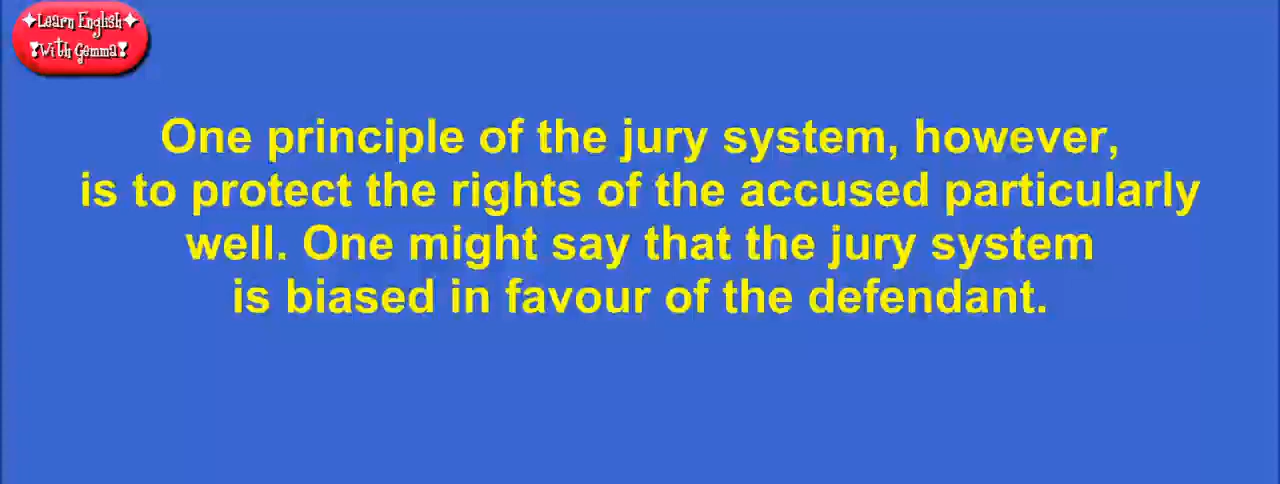 Learn English
With Gemma
One principle of the jury system, however,
is to protect the rights of the accused particularly
well. One might say that the jury system
is biased in favour of the defendant.